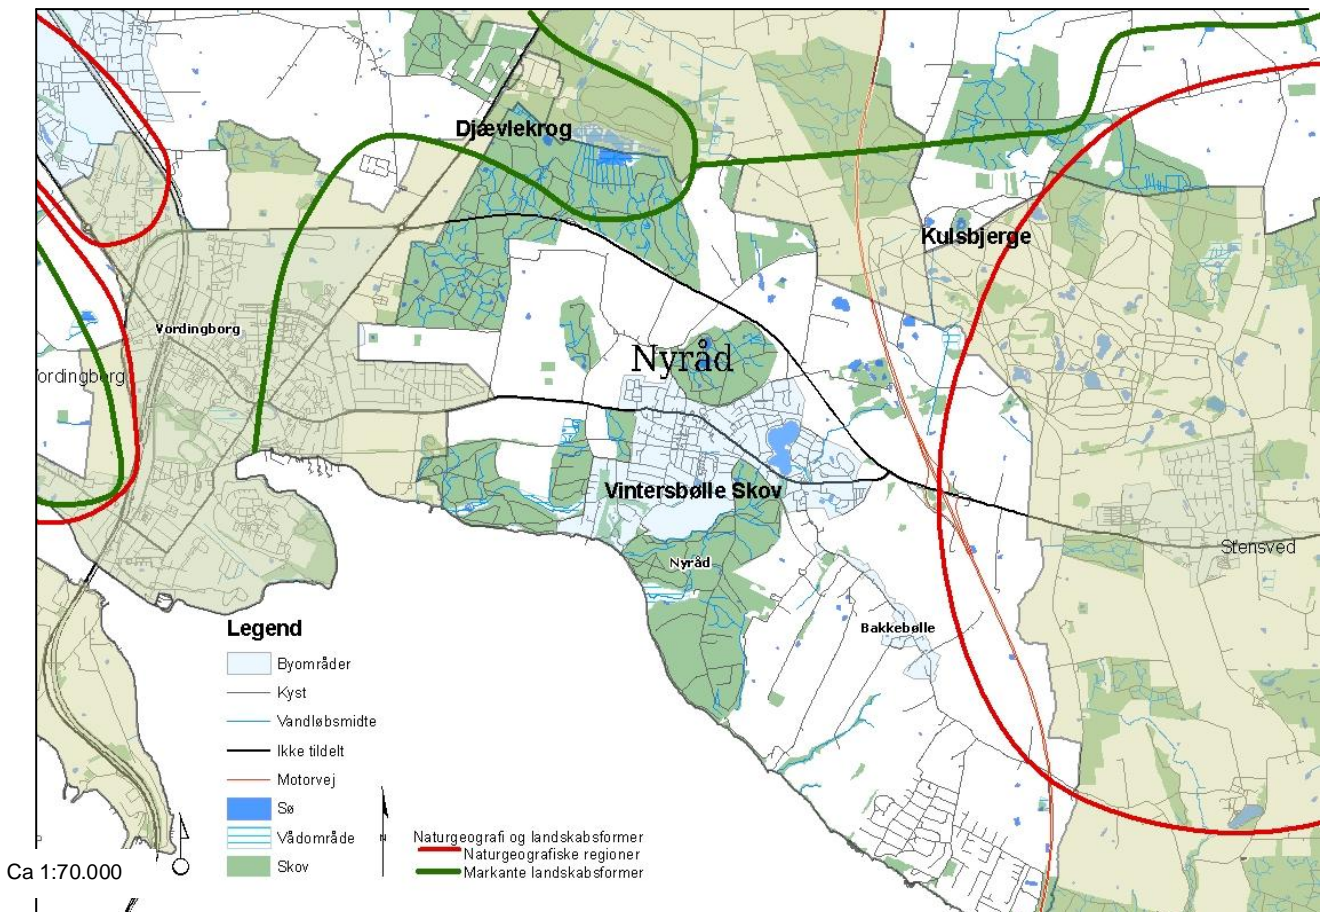 Djævlekrog
Kulsbjerge
Vordingborg
Nyråd
ordingberg
Vintersbølle Skov
Stensved
Nyråd
Bakkebølle
Legend
Byområder
Kyst
Vandløbsmidte
Ikke tildelt
Motorvej
Sø
Vådområde
Skov
N
Naturgeografi og landskabsformer
Naturgeografiske regioner
Markante landskabsformer
Ca 1:70.000